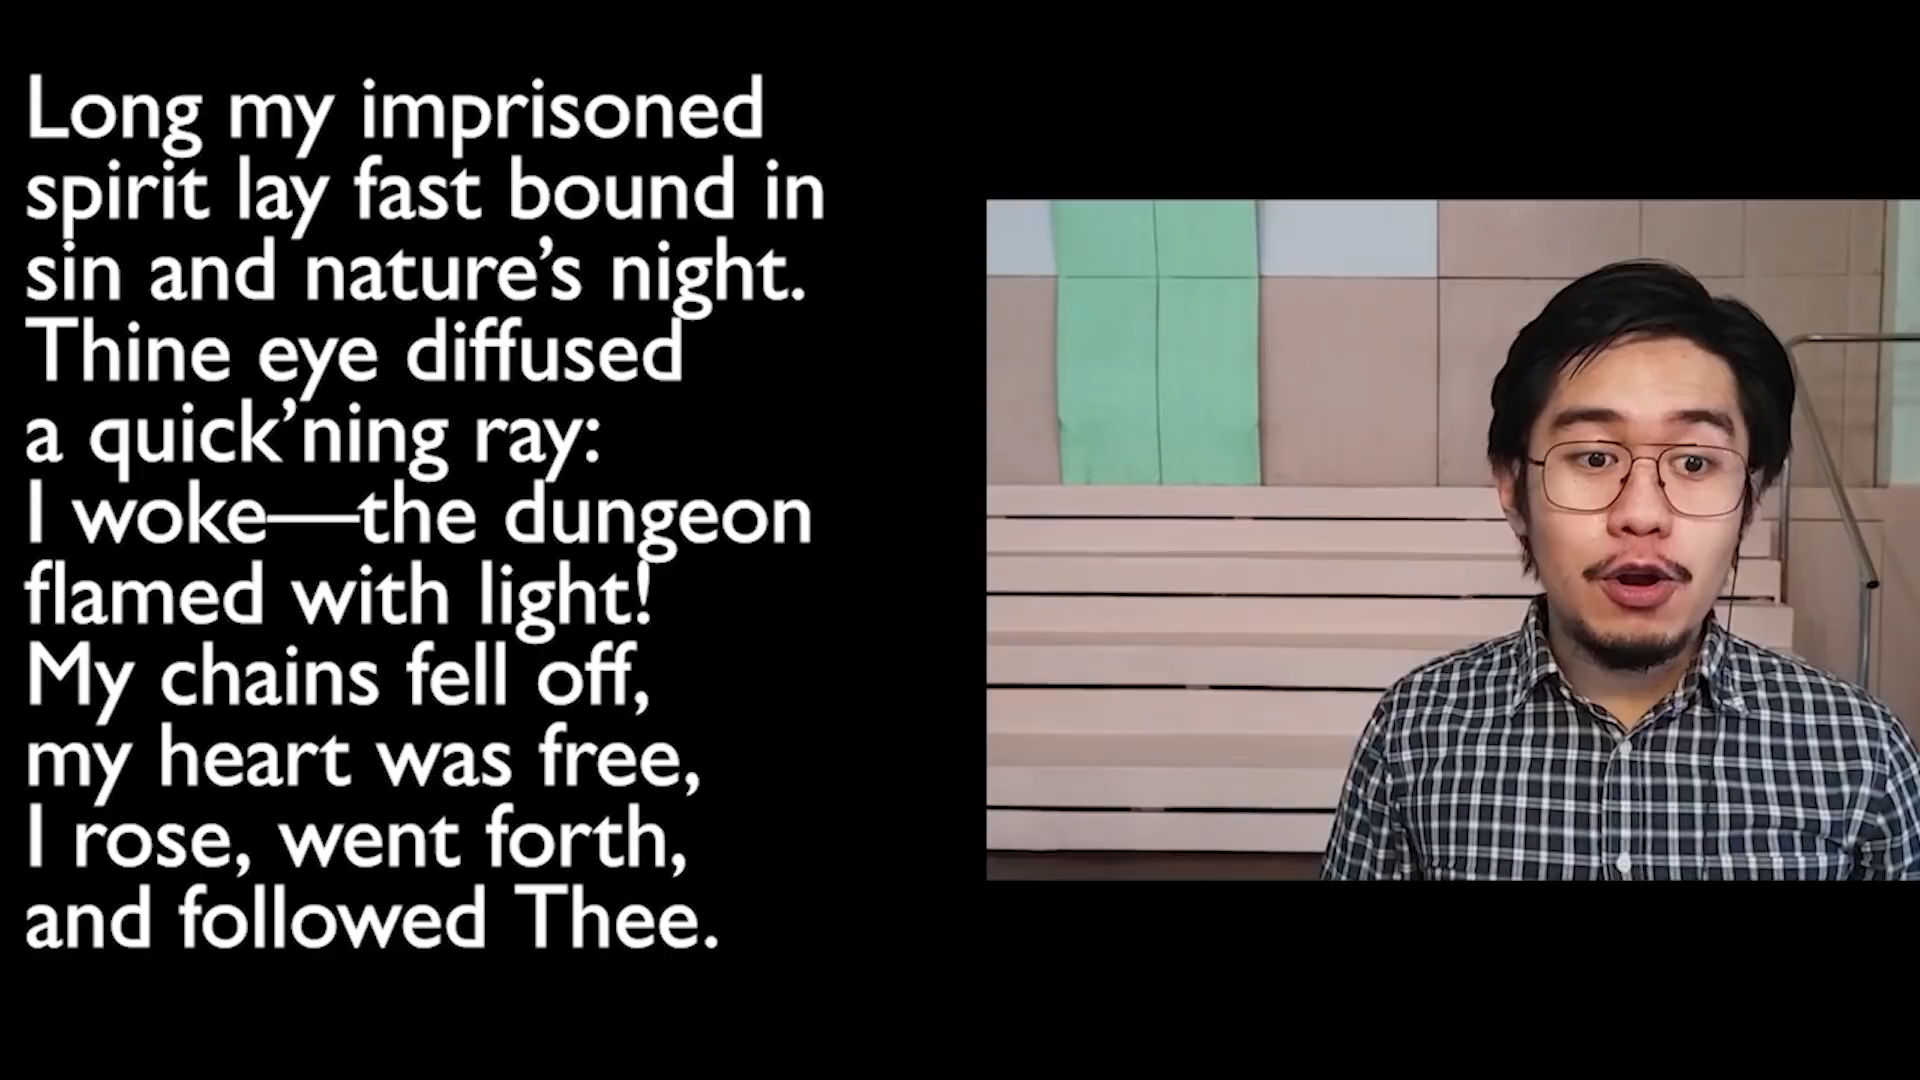 Long my imprisoned
spirit lay fast bound in
sin and nature’s night.
Thine eye diffused
a quick’ning ray:
I woke—the dungeon
flamed with light!
My chains fell off,
my heart was free,
I rose, went forth,
and followed Thee.